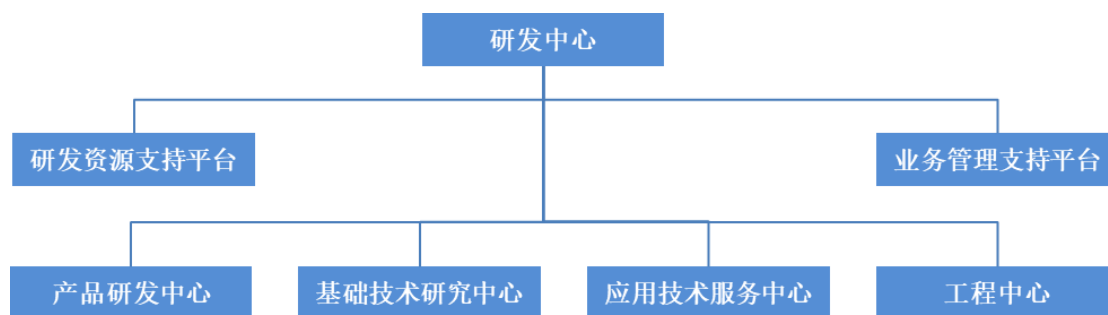 研发中心
研发资源支持平台
业务管理支持平台
产品研发中心
基础技术研究中心
应用技术服务中心
工程中心